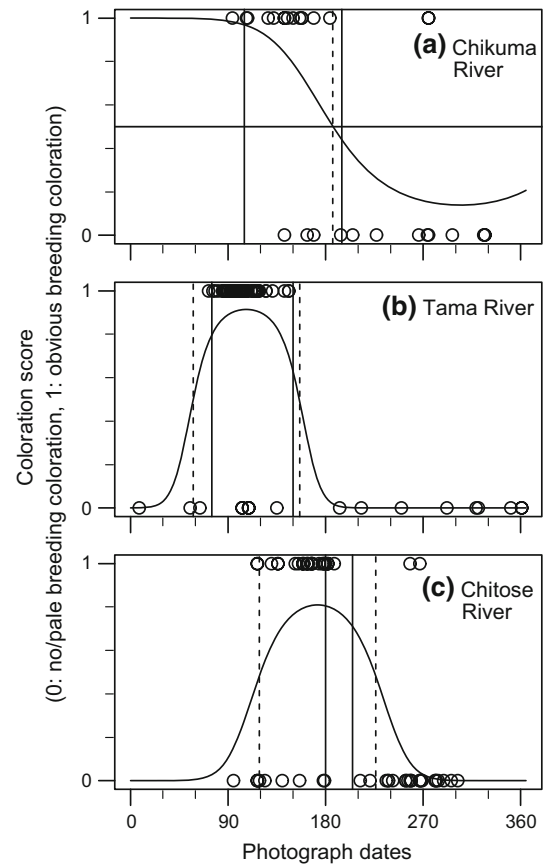 Coloration score
(0: no/pale breeding coloration, 1: obvious breeding coloration)
1
0
(a) Chikuma
River
1
0
(b) Tama River
1
0
(c) Chitose
River
0 90 180 270 360
Photograph dates